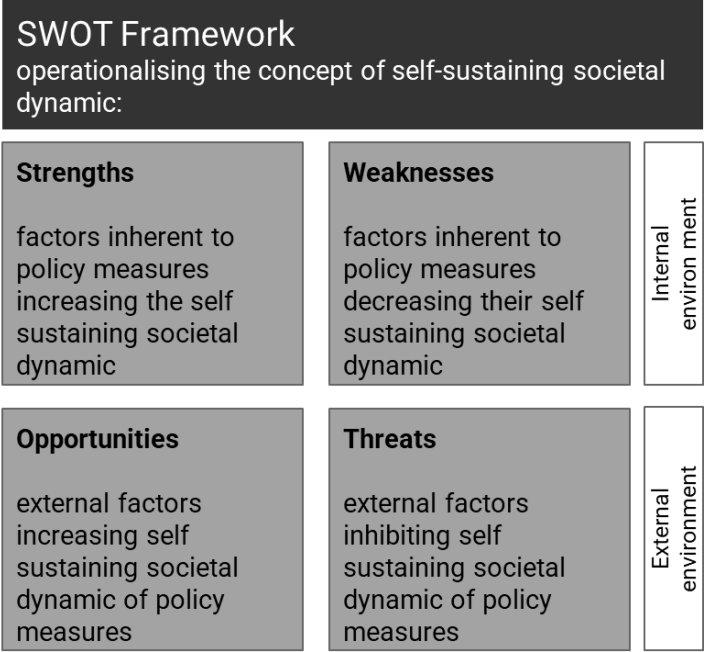 SWOT Framework
operationalising the concept of self-sustaining societal
dynamic:
Strengths
factors inherent to
policy measures
increasing the self
sustaining societal
dynamic
Weaknesses
factors inherent to
policy measures
decreasing their self
sustaining societal
dynamic
Internal
environ ment
Opportunities
external factors
increasing self
sustaining societal
dynamic of policy
measures
Threats
external factors
inhibiting self
sustaining societal
dynamic of policy
measures
External
environment